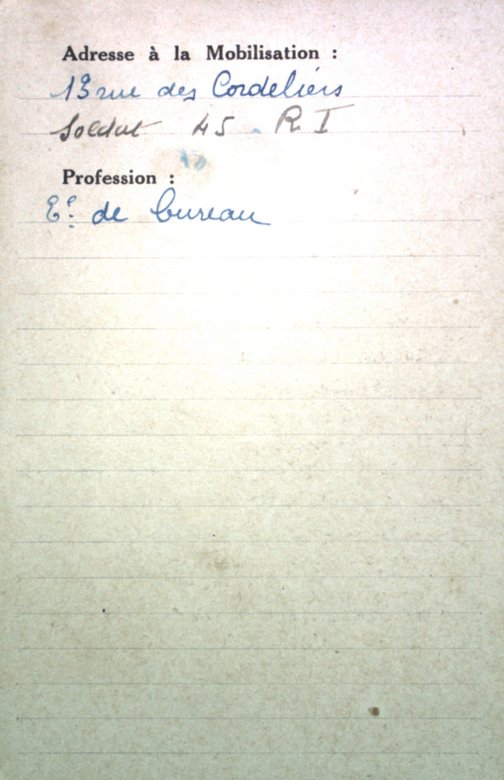 Adresse à la Mobilisation :
13 rue des Cordeliers
Soldat 45. R I
Profession :
E.é de bureau